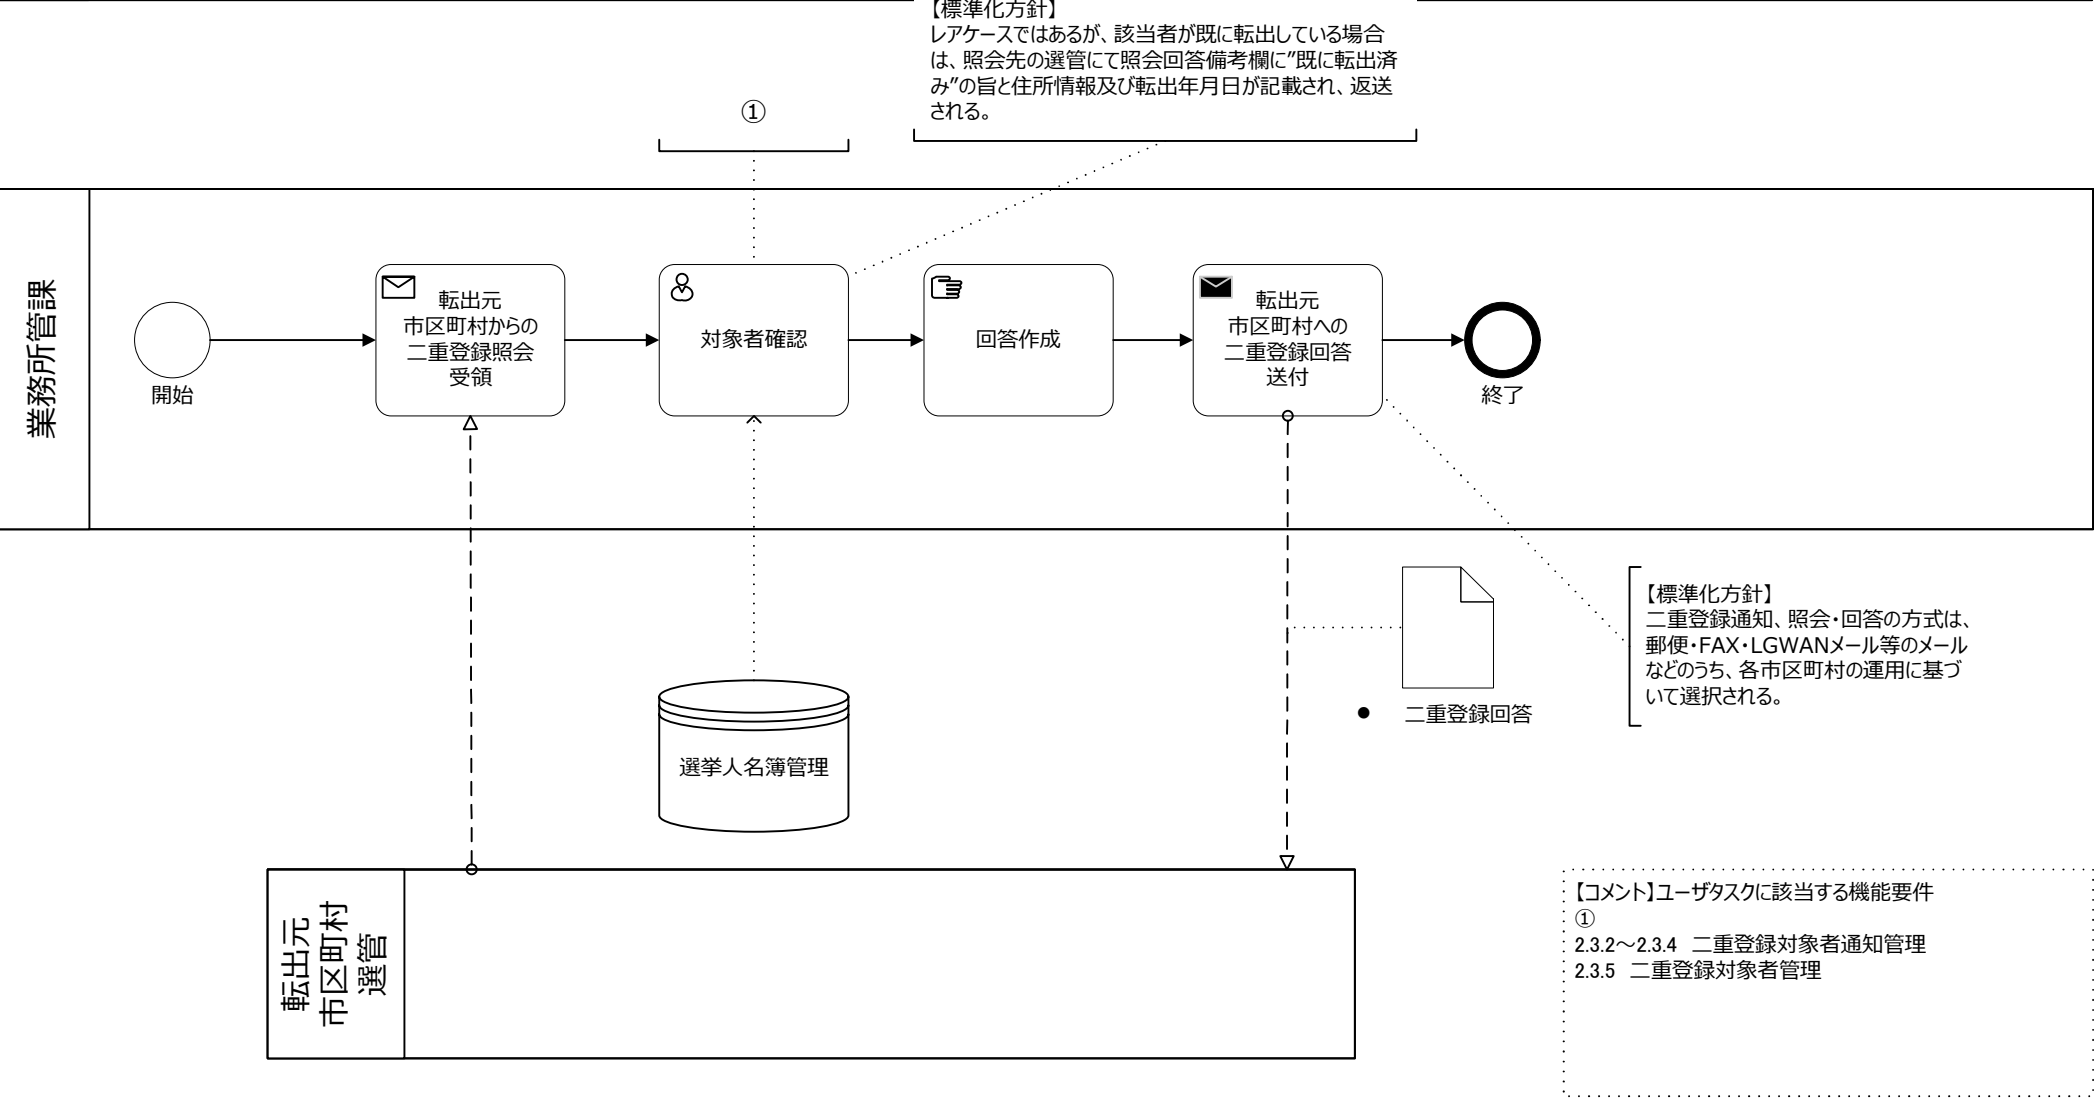 【標準化方針】
レアケースではあるが、該当者が既に転出している場合
は、照会先の選管にて照会回答備考欄に”既に転出済
み”の旨と住所情報及び転出年月日が記載され、返送
される。
①
業務所管課
開始
転出元
市区町村からの
二重登録照会
受領
対象者確認
回答作成
転出元
市区町村への
二重登録回答
送付
終了
【標準化方針】
二重登録通知、照会・回答の方式は、
郵便・FAX・LGWANメール等のメール
などのうち、各市区町村の運用に基づ
いて選択される。
● 二重登録回答
選挙人名簿管理
転出元
市区町村
選管
【コメント】ユーザタスクに該当する機能要件
①
2.3.2～2.3.4 二重登録対象者通知管理
2.3.5 二重登録対象者管理